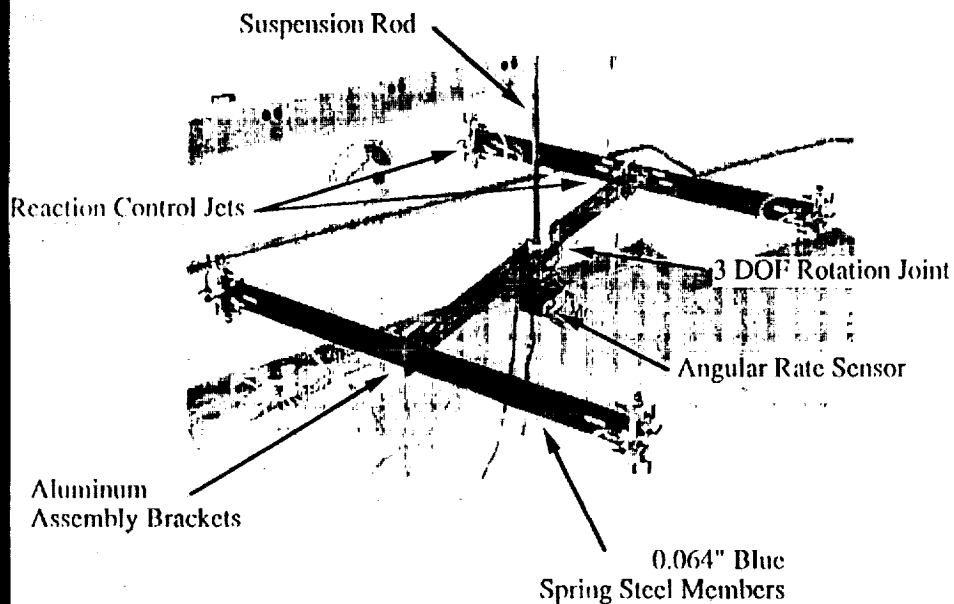 Suspension Rod
Reaction Control Jets
3 DOF Rotation Joint
Angular Rate Sensor
Aluminum
Assembly Brackets
0.064" Blue
Spring Steel Members